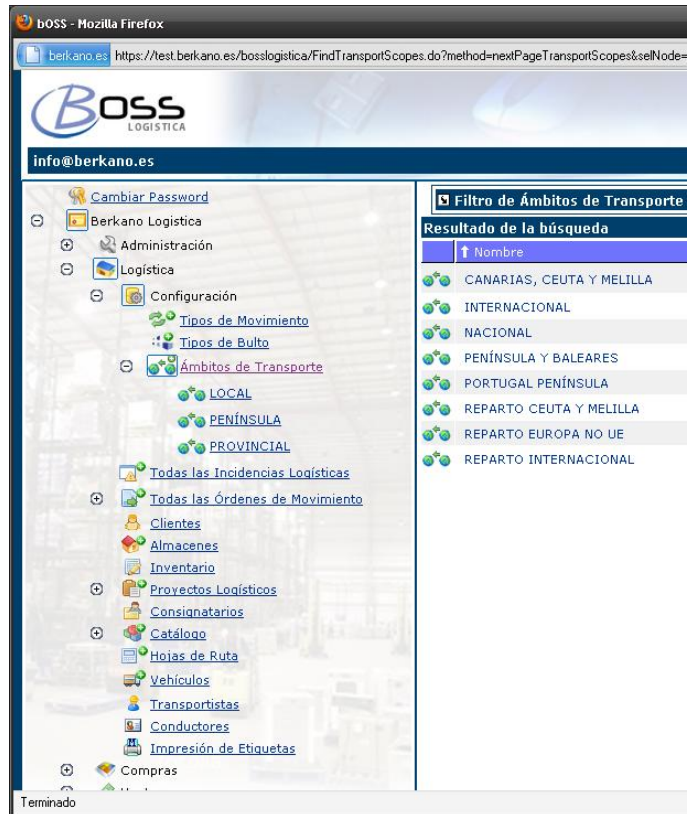 bOSS - Mozilla Firefox
berkano.es https://test.berkano.es/bosslogistica/FindTransportScopes.do?method=nextPageTransportScopes&selNode=
BOSS
LOGISTICA
info@berkano.es
Cambiar Password
Berkano Logistica
Administración
Logística
Configuración
Tipos de Movimiento
Tipos de Bulto
Ámbitos de Transporte
LOCAL
PENÍNSULA
PROVINCIAL
Todas las Incidencias Logísticas
Todas las Órdenes de Movimiento
Clientes
Almacenes
Inventario
Proyectos Logísticos
Consignatarios
Catálogo
Hojas de Ruta
Vehículos
Transportistas
Conductores
Impresión de Etiquetas
Compras
Filtro de Ámbitos de Transporte
Resultado de la búsqueda
Nombre
CANARIAS, CEUTA Y MELILLA
INTERNACIONAL
NACIONAL
PENÍNSULA Y BALEARES
PORTUGAL PENÍNSULA
REPARTO CEUTA Y MELILLA
REPARTO EUROPA NO UE
REPARTO INTERNACIONAL
Terminado